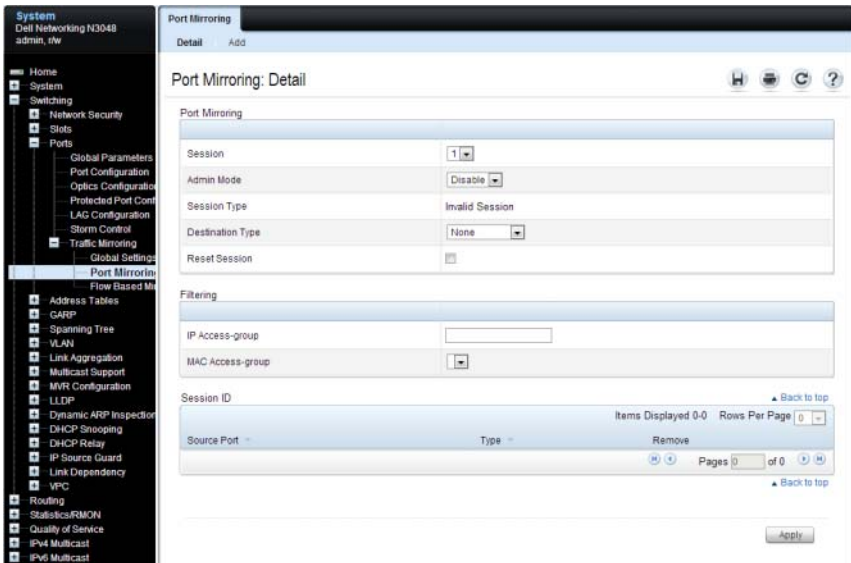 System
Dell Networking N3048
admin, r/w
Home
System
Switching
Network Security
Slots
Ports
Global Parameters
Port Configuration
Optics Configuratio
Protected Port Conf
LAG Configuration
Storm Control
Traffic Mirroring
Global Settings
Port Mirrorin
Flow Based Mi
Address Tables
GARP
Spanning Tree
VLAN
Link Aggregation
Multicast Support
MVR Configuration
LLDP
Dynamic ARP Inspection
DHCP Snooping
DHCP Relay
IP Source Guard
Link Dependency
VPC
Routing
Statistics/RMON
Quality of Service
IPv4 Multicast
IPv6 Multicast
Port Mirroring
Detail Add
Port Mirroring: Detail
?
Port Mirroring
Session 1
Admin Mode Disable
Session Type Invalid Session
Destination Type None
Reset Session
Filtering
IP Access-group
MAC Access-group
Session ID Back to top
Items Displayed 0-0 Rows Per Page 0
Source Port Type Remove
Pages 0 of 0
Back to top
Apply